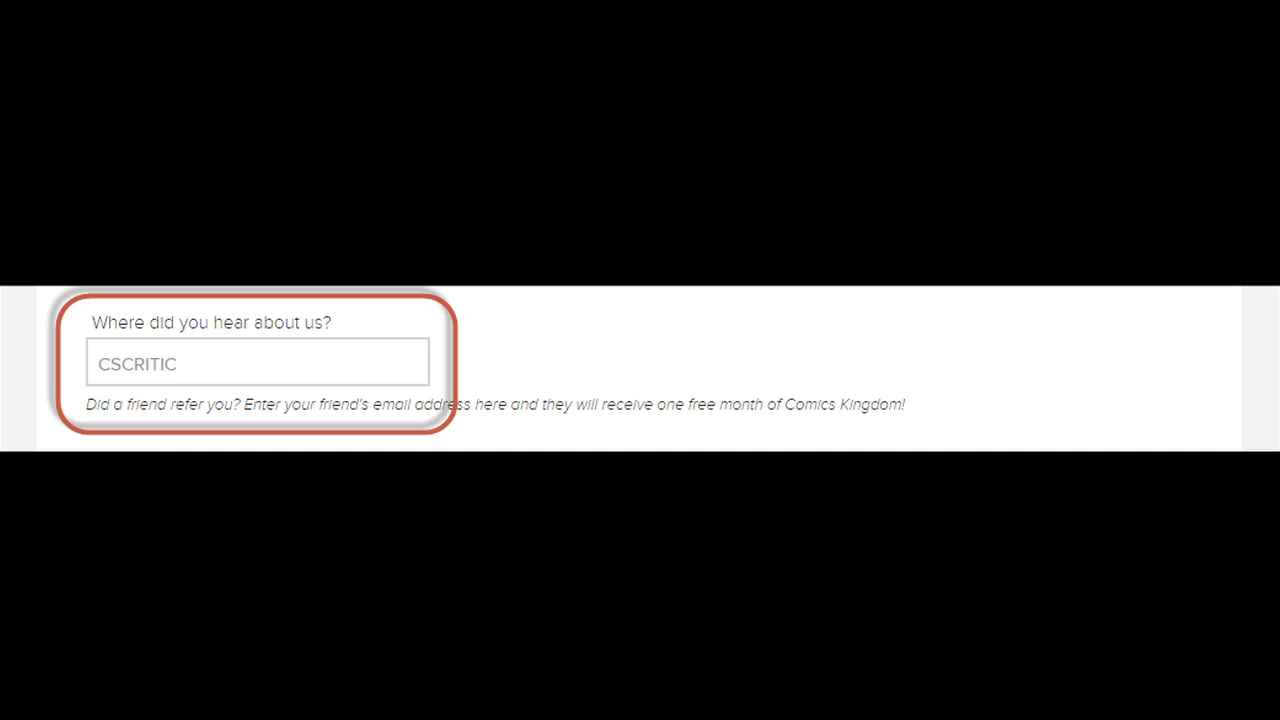 Where did you hear about us?
CSCRITIC
Did a friend refer you? Enter your friend's email address here and they will receive one free month of Comics Kingdom!